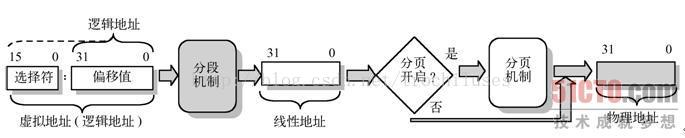 逻辑地址
15 0 31 0
选择符 : 偏移值
虚拟地址(逻辑地址)
分段
机制
31 0
线性地址
分页
开启?
是
否
分页
机制
31 0
物理地址
51CTO.com
技术成就梦想